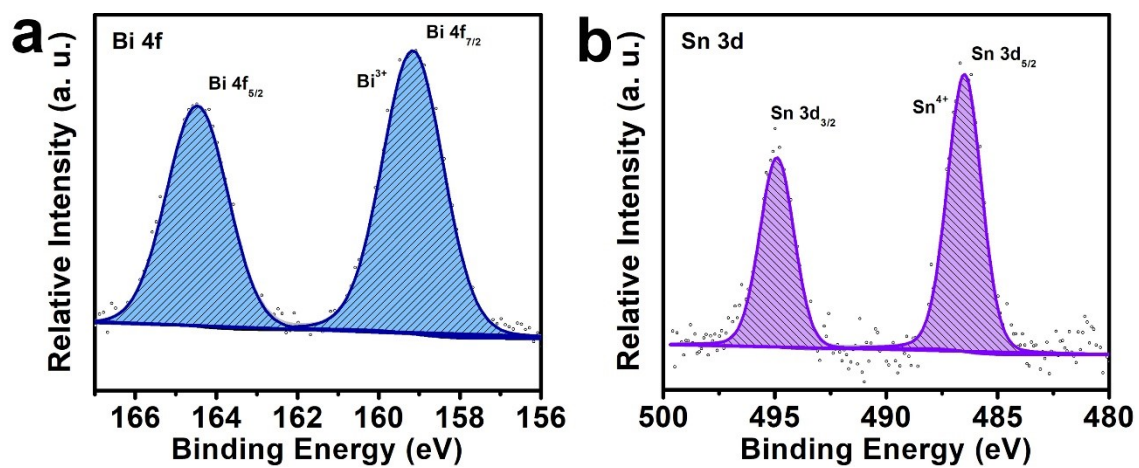 a
Bi 4f
Bi 4f5/2
Bi3+
Bi 4f7/2
Relative Intensity (a. u.)
166 164 162 160 158 156
Binding Energy (eV)
b
Sn 3d
Sn 3d3/2
Sn4+
Sn 3d5/2
Relative Intensity (a. u.)
500 495 490 485 480
Binding Energy (eV)